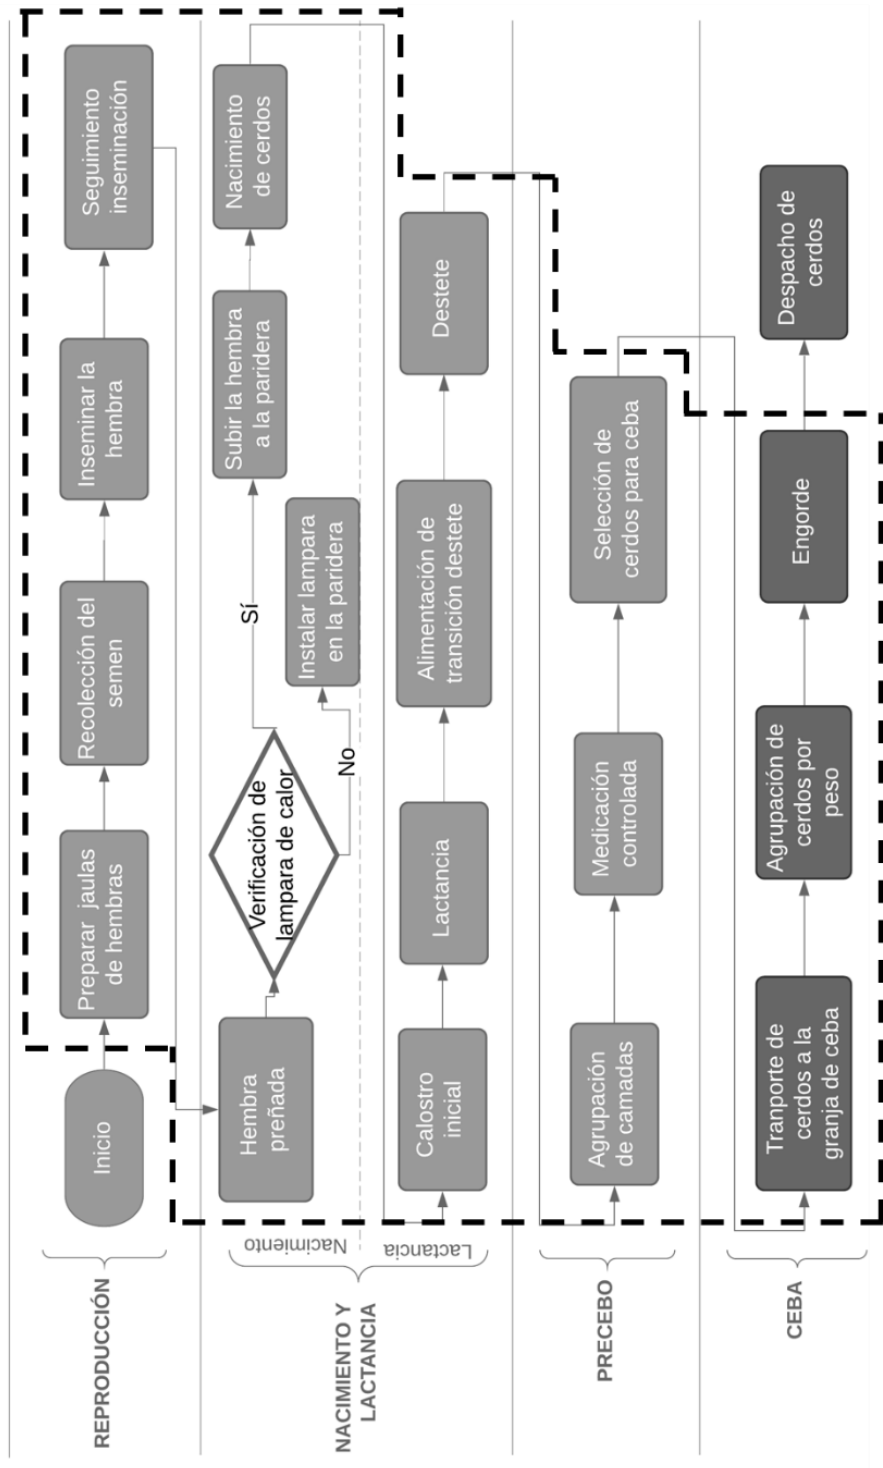 REPRODUCCIÓN
Inicio
Preparar jaulas
de hembras
Recolección del
semen
Inseminar la
hembra
Seguimiento
inseminación
NACIMIENTO Y
LACTANCIA
Nacimiento
Hembra
preñada
Verificación de
lampara de calor
Sí
No
Instalar lampara
en la paridera
Subir la hembra
a la paridera
Nacimiento
de cerdos
Lactancia
Calostro
inicial
Lactancia
Alimentación de
transición destete
Destete
PRECEBO
Agrupación
de camadas
Medicación
controlada
Selección de
cerdos para ceba
CEBA
Tranporte de
cerdos a la
granja de ceba
Agrupación de
cerdos por
peso
Engorde
Despacho de
cerdos